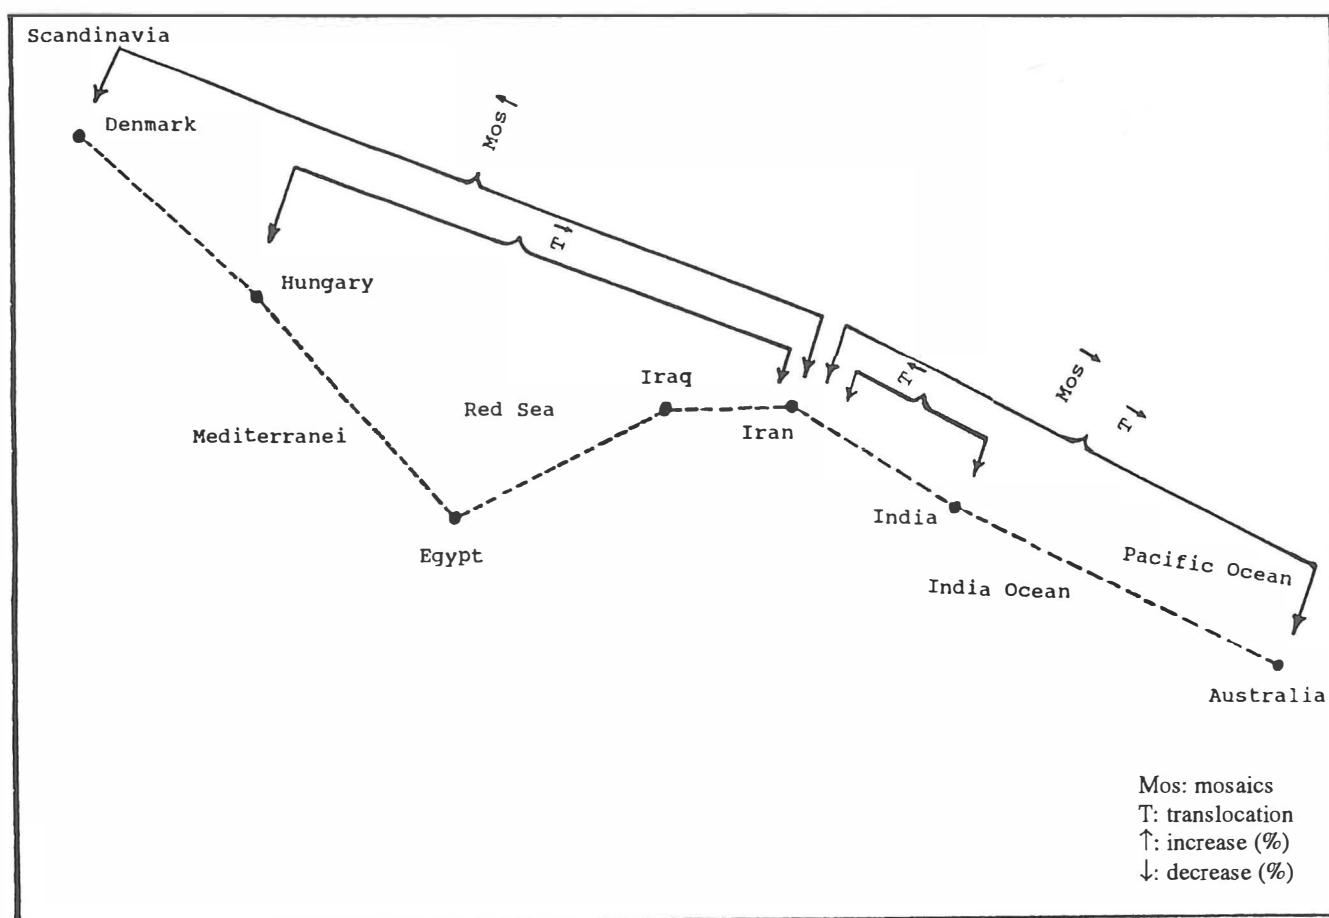 Scandinavia
Denmark
Mos ↑
T ↓
Hungary
Iraq
Red Sea
Mediterranei
Iran
T ↑
Mos ↓
T ↓
Egypt
India
Pacific Ocean
India Ocean
Australia
Mos: mosaics
T: translocation
↑: increase (%)
↓: decrease (%)